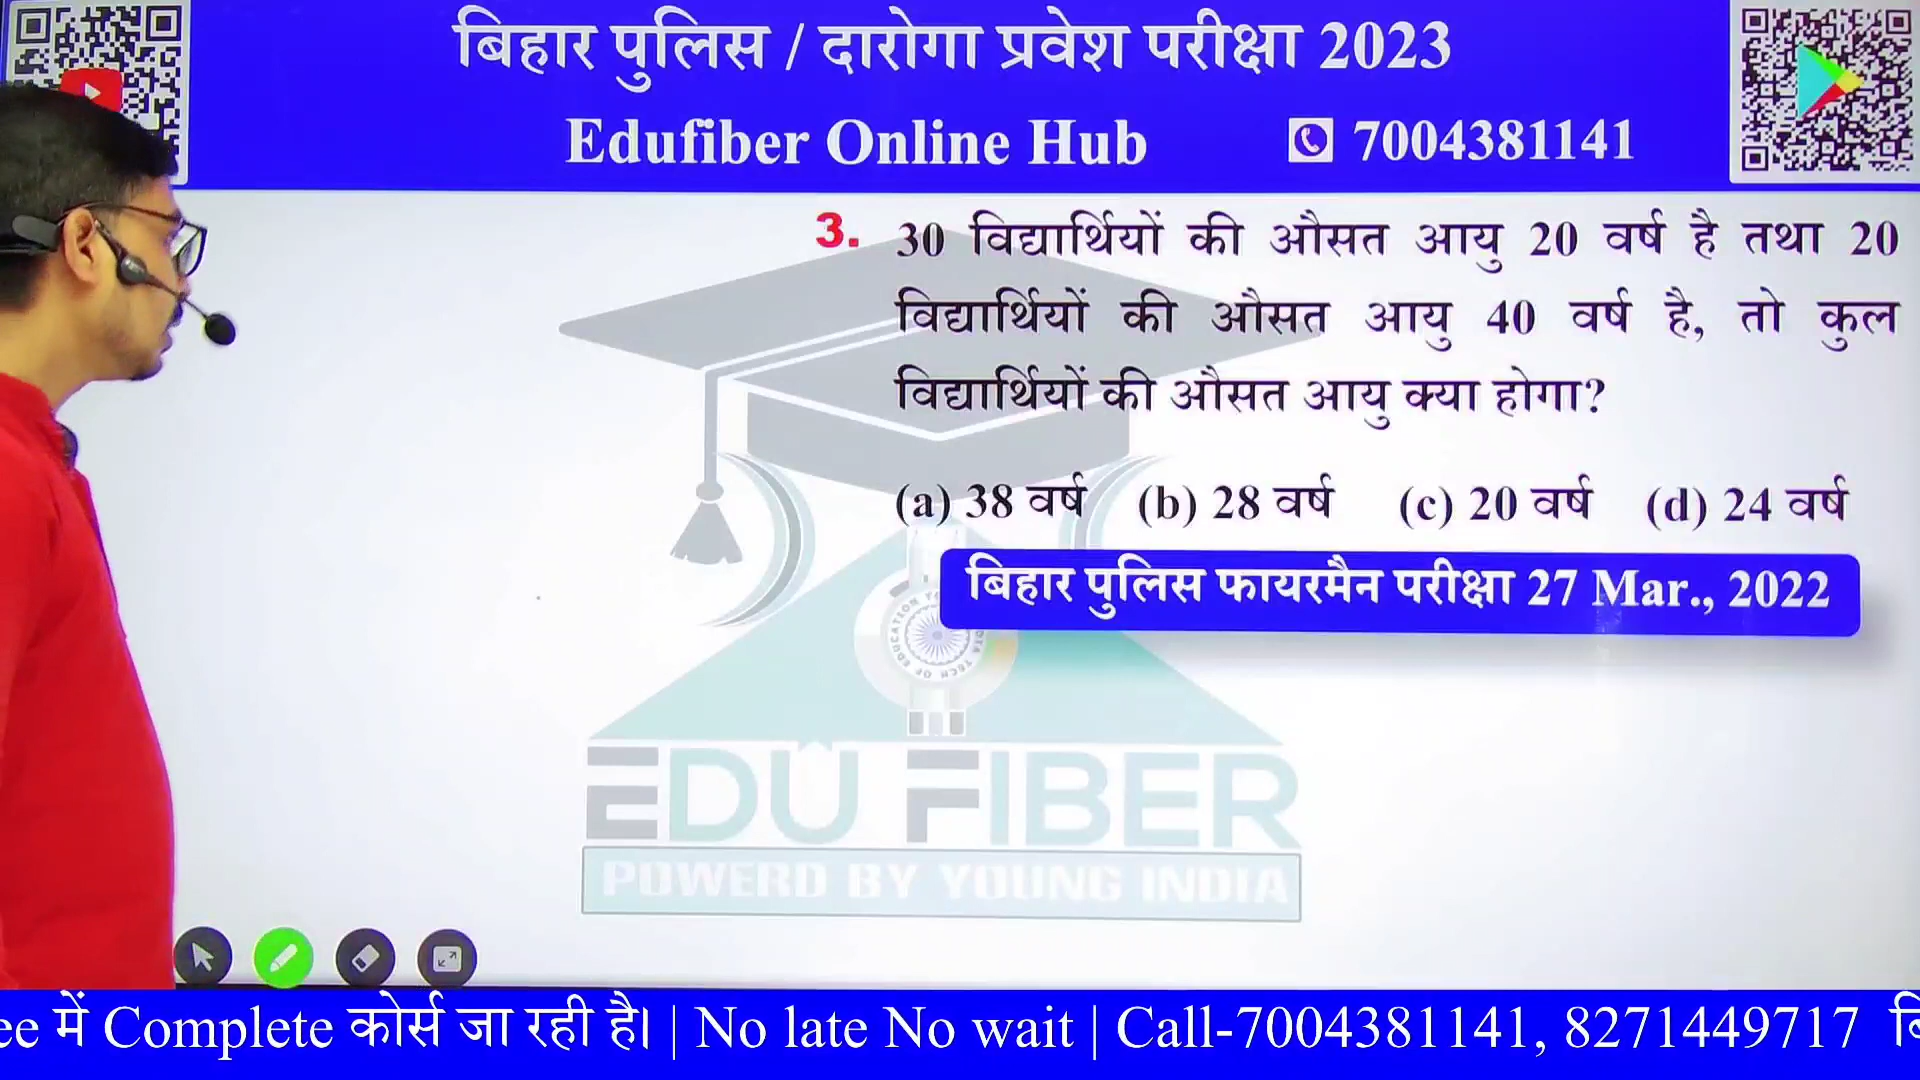 बिहार पुलिस / दारोगा प्रवेश परीक्षा 2023
Edufiber Online Hub 7004381141
3. 30 विद्यार्थियों की औसत आयु 20 वर्ष है तथा 20
विद्यार्थियों की औसत आयु 40 वर्ष है, तो कुल
विद्यार्थियों की औसत आयु क्या होगा?
(a) 38 वर्ष (b) 28 वर्ष (c) 20 वर्ष (d) 24 वर्ष
बिहार पुलिस फायरमैन परीक्षा 27 Mar., 2022
EDU FIBER
POWERD BY YOUNG INDIA
में Complete कोर्स जा रही है। | No late No wait | Call-7004381141, 8271449717